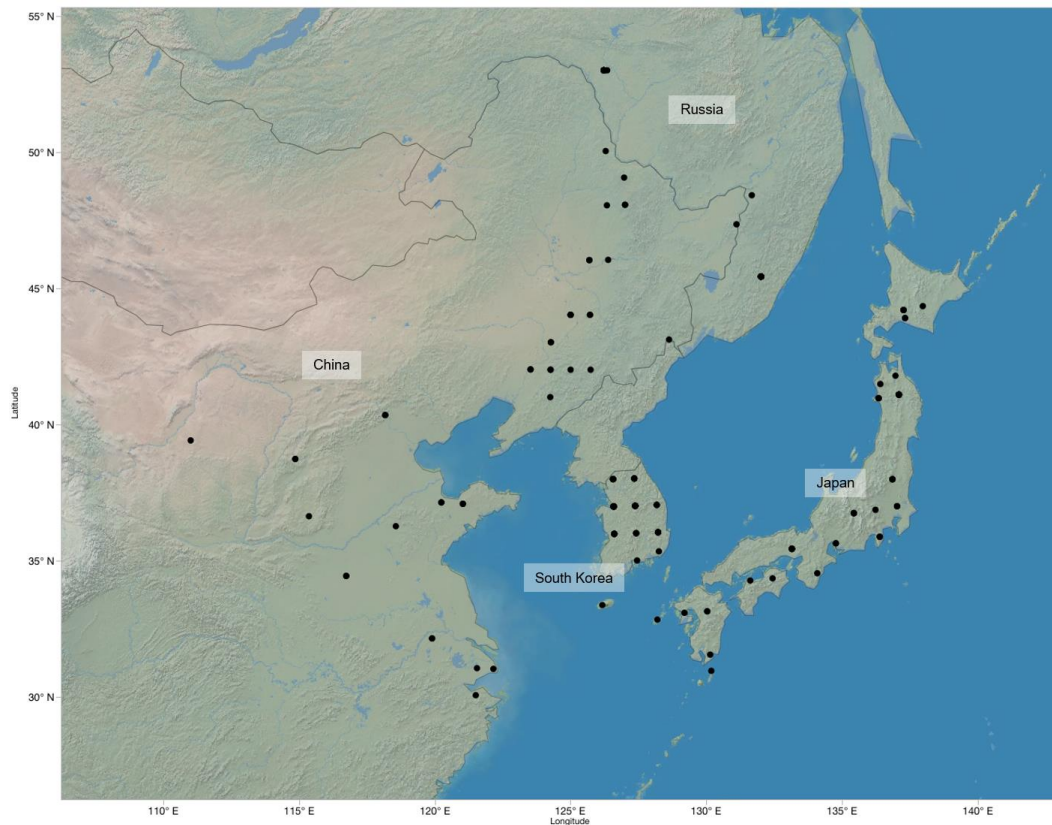 55° N
Russia
50° N
45° N
China
Latitude
40° N
Japan
35° N
South Korea
30° N
110° E
115° E
120° E
125° E
130° E
135° E
140° E
Longitude